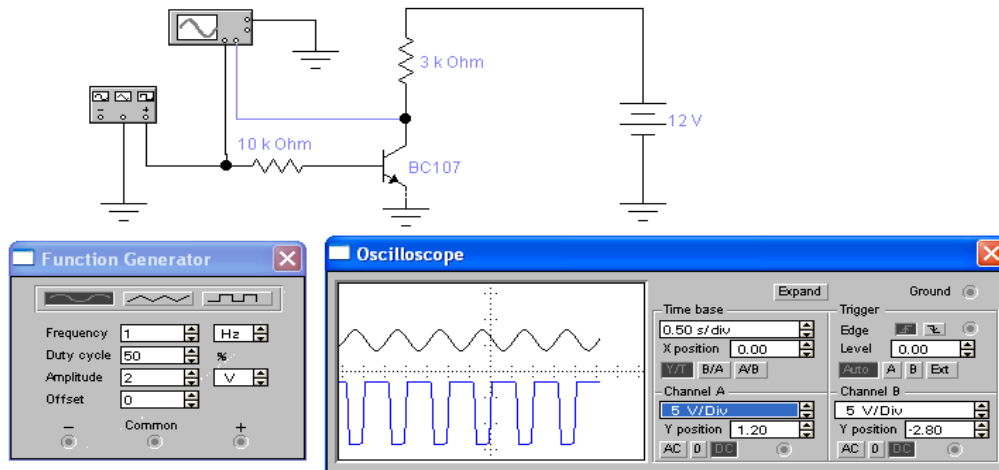 3 k Ohm
12 V
10 k Ohm
BC107
− +
Function Generator
Frequency 1 Hz
Duty cycle 50 %
Amplitude 2 V
Offset 0
− Common +
Oscilloscope
Expand Ground
Time base
0.50 s/div
X position 0.00
Y/T B/A A/B
Trigger
Edge
Level 0.00
Auto A B Ext
Channel A
5 V/Div
Y position 1.20
AC 0 DC
Channel B
5 V/Div
Y position -2.80
AC 0 DC